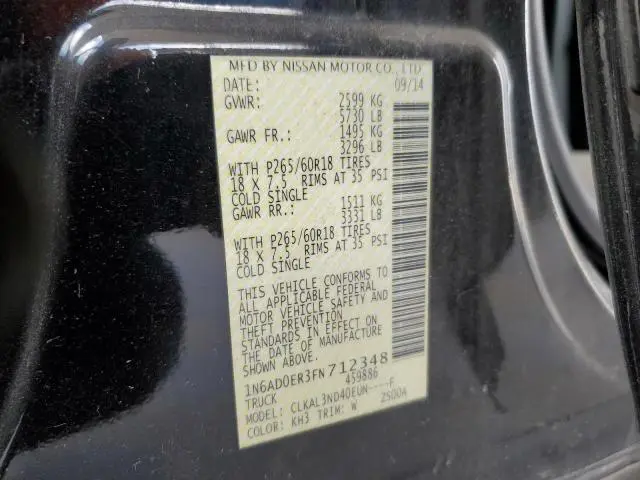 MFD BY NISSAN MOTOR CO., LTD
DATE: 09/14
GVWR: 2599 KG
5730 LB
GAWR FR.: 1495 KG
3296 LB
WITH P265/60R18 TIRES
18 X 7.5 RIMS AT 35 PSI
COLD SINGLE
GAWR RR.: 1511 KG
3331 LB
WITH P265/60R18 TIRES
18 X 7.5 RIMS AT 35 PSI
COLD SINGLE
THIS VEHICLE CONFORMS TO
ALL APPLICABLE FEDERAL
MOTOR VEHICLE SAFETY AND
THEFT PREVENTION
STANDARDS IN EFFECT ON
THE DATE OF MANUFACTURE
SHOWN ABOVE.
1N6AD0ER3FN712348
TRUCK 459886
MODEL: CLKAL3ND40EUN----F
COLOR: KH3 TRIM: W 2500A